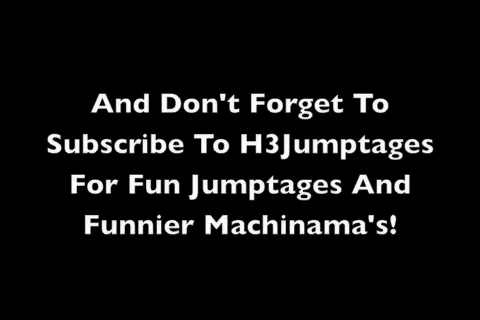 And Don't Forget To
Subscribe To H3Jumptages
For Fun Jumptages And
Funnier Machinama's!